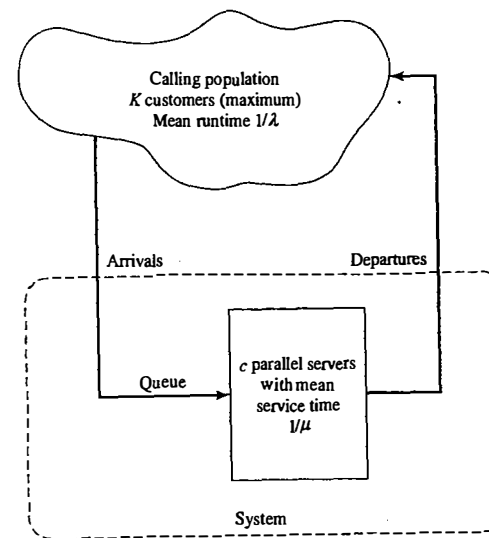 Calling population
K customers (maximum)
Mean runtime 1/λ
Arrivals
Departures
Queue
c parallel servers
with mean
service time
1/μ
System